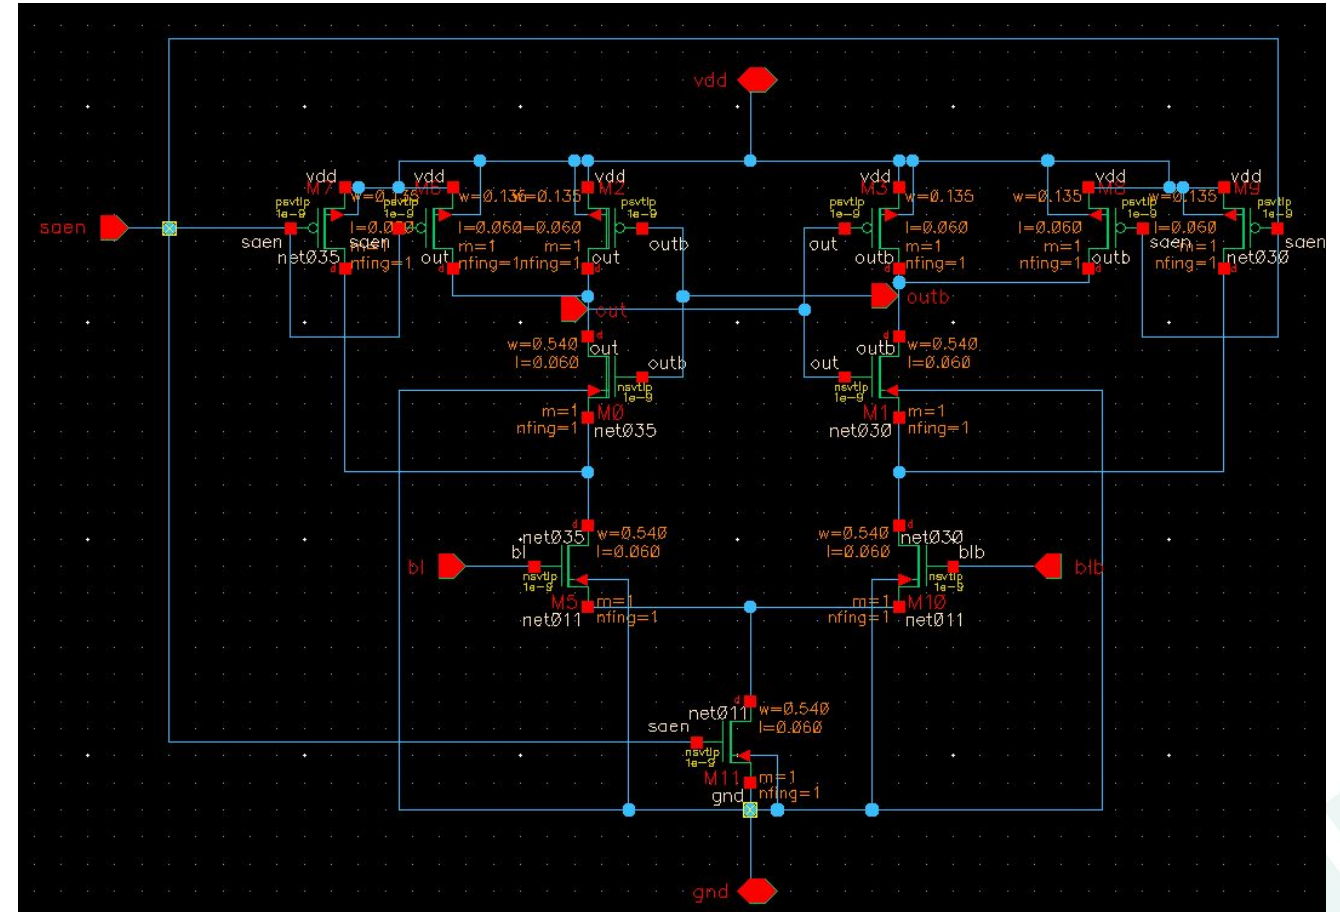 vdd
vdd
vdd
vdd
vdd
vdd
M7
M2
M3
M8
M9
w=0.135
w=0.135
w=0.135
w=0.135
w=0.135
psvtlp
1e-9
psvtlp
1e-9
psvtlp
1e-9
psvtlp
1e-9
psvtlp
1e-9
psvtlp
1e-9
saen
saen
saen
outb
out
saen
saen
l=0.060
l=0.060
l=0.060
l=0.060
l=0.060
m=1
m=1
m=1
m=1
net035
out
out
outb
outb
net030
nfing=1
nfing=1
nfing=1
nfing=1
nfing=1
nfing=1
d
d
d
d
d
d
out
outb
w=0.540
l=0.060
out
outb
nsvtlp
1e-9
m=1
M0
nfing=1
net035
d
w=0.540
l=0.060
outb
out
nsvtlp
1e-9
M1
m=1
net030
nfing=1
d
net035
w=0.540
l=0.060
bl
bl
nsvtlp
1e-9
M5
m=1
net011
nfing=1
d
w=0.540
net030
l=0.060
blb
blb
nsvtlp
1e-9
m=1
M10
nfing=1
net011
d
net011
w=0.540
saen
l=0.060
nsvtlp
1e-9
M11
m=1
gnd
nfing=1
gnd